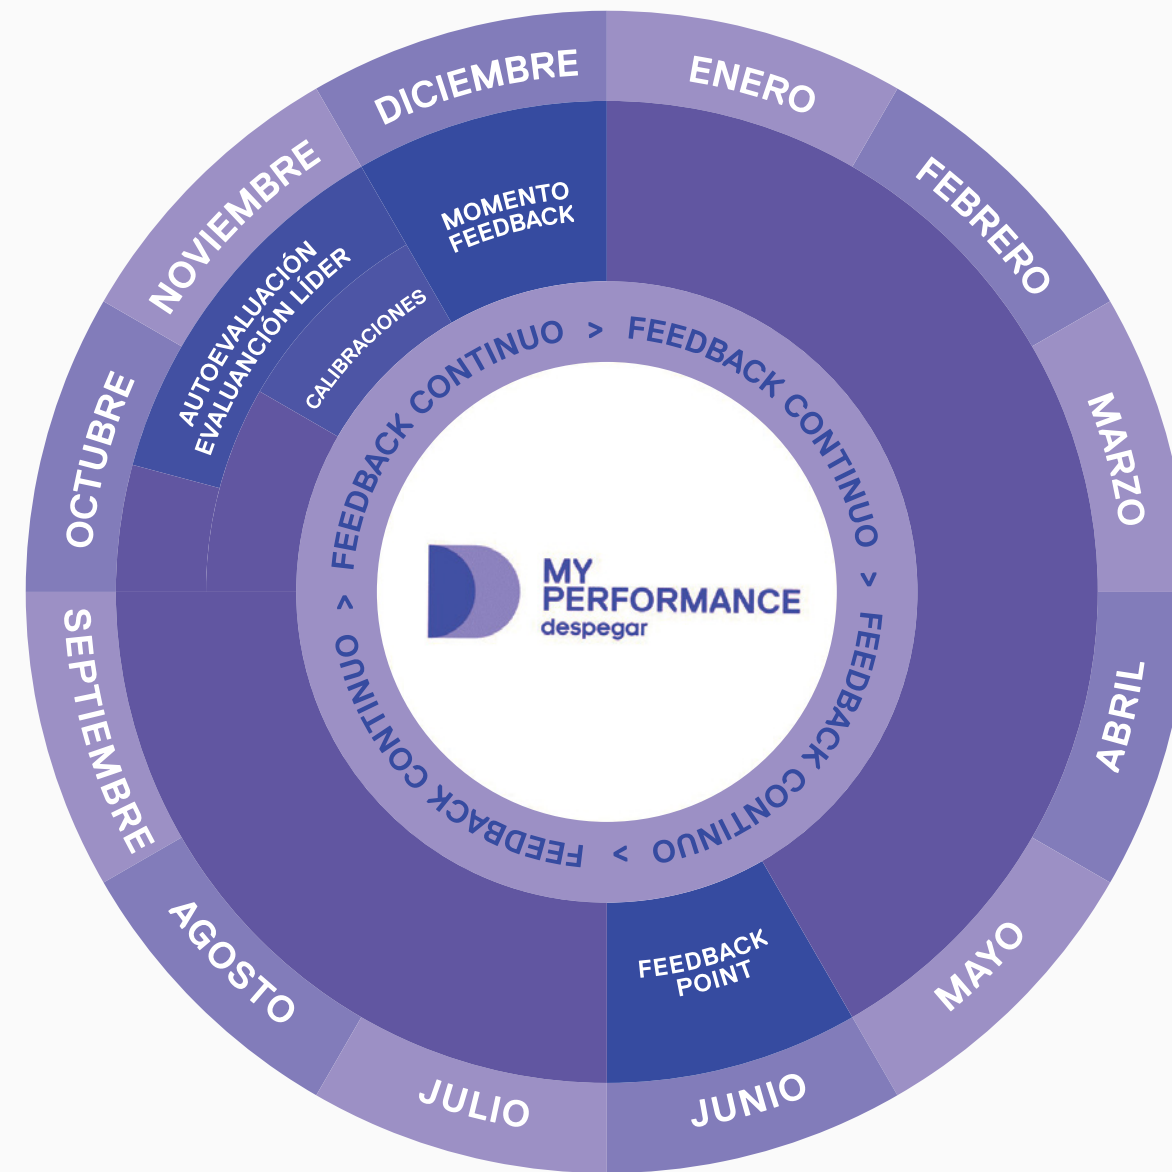 ENERO
FEBRERO
MARZO
ABRIL
MAYO
JUNIO
JULIO
AGOSTO
SEPTIEMBRE
OCTUBRE
NOVIEMBRE
DICIEMBRE
MOMENTO
FEEDBACK
AUTOEVALUACIÓN
EVALUANCIÓN LÍDER
CALIBRACIONES
FEEDBACK
POINT
FEEDBACK CONTINUO > FEEDBACK CONTINUO > FEEDBACK CONTINUO > FEEDBACK CONTINUO >
MY
PERFORMANCE
despegar